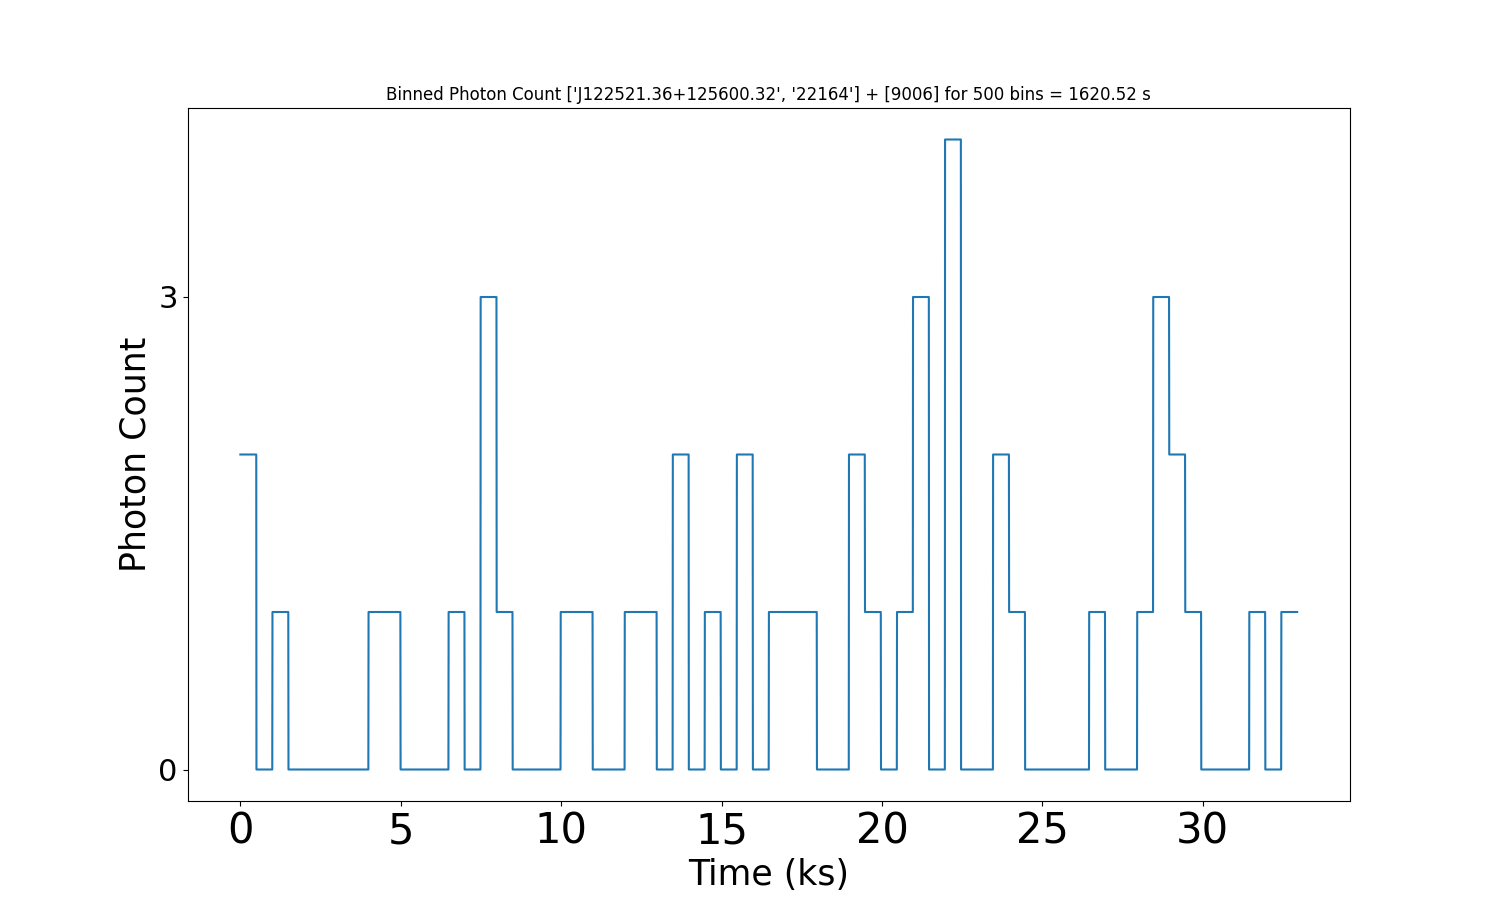 Binned Photon Count ['J122521.36+125600.32', '22164'] + [9006] for 500 bins = 1620.52 s
3
Photon Count
0
0 5 10 15 20 25 30
Time (ks)